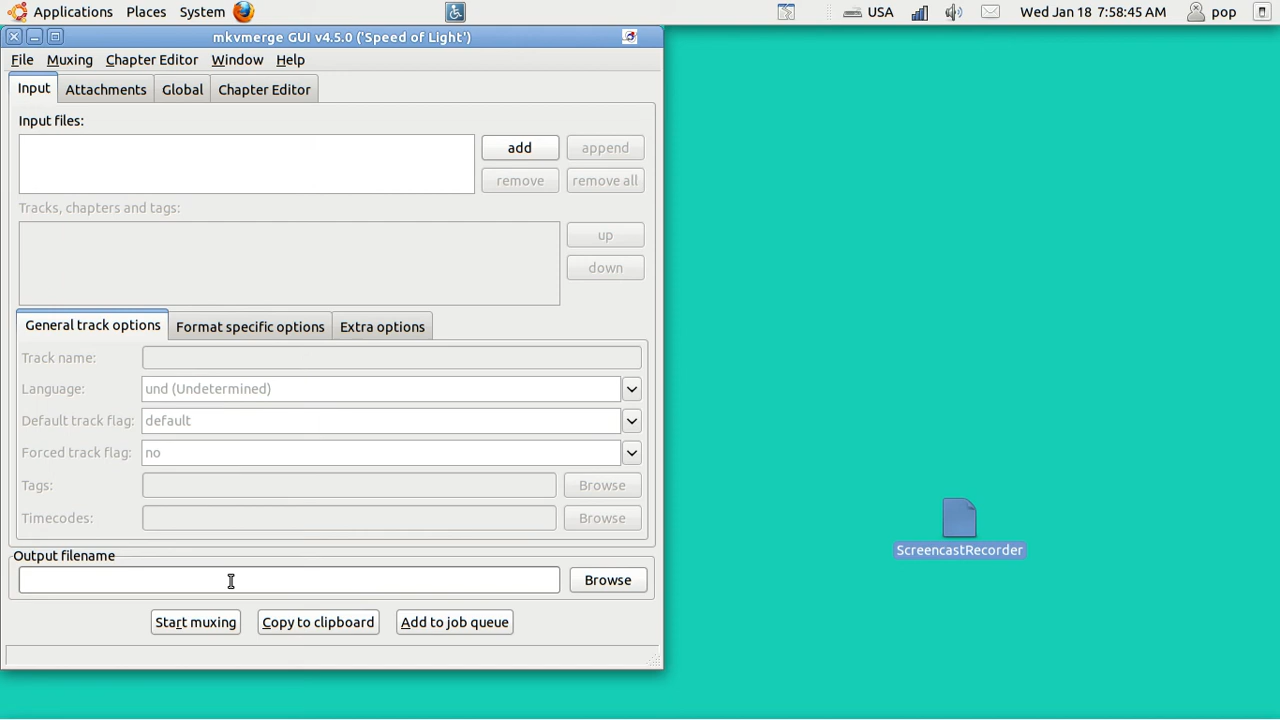 Applications Places System USA Wed Jan 18 7:58:45 AM pop
mkvmerge GUI v4.5.0 ('Speed of Light')
File Muxing Chapter Editor Window Help
Input Attachments Global Chapter Editor
Input files:
add append
remove remove all
Tracks, chapters and tags:
up
down
General track options Format specific options Extra options
Track name:
Language: und (Undetermined)
Default track flag: default
Forced track flag: no
Tags: Browse
Timecodes: Browse
ScreencastRecorder
Output filename
Browse
Start muxing Copy to clipboard Add to job queue